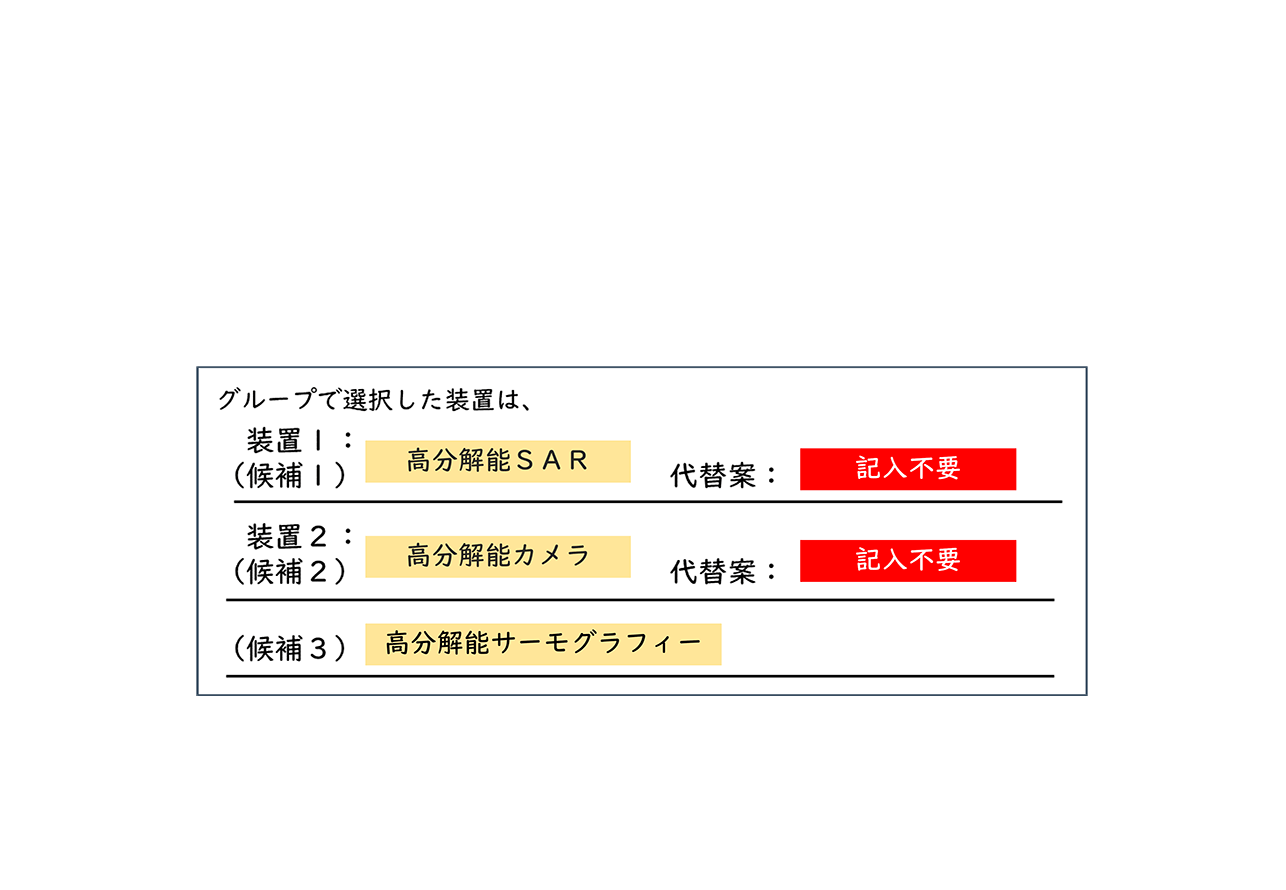 グループで選択した装置は、
装置１：
（候補１） 高分解能ＳＡＲ 代替案： 記入不要
装置２：
（候補２） 高分解能カメラ 代替案： 記入不要
（候補３） 高分解能サーモグラフィー